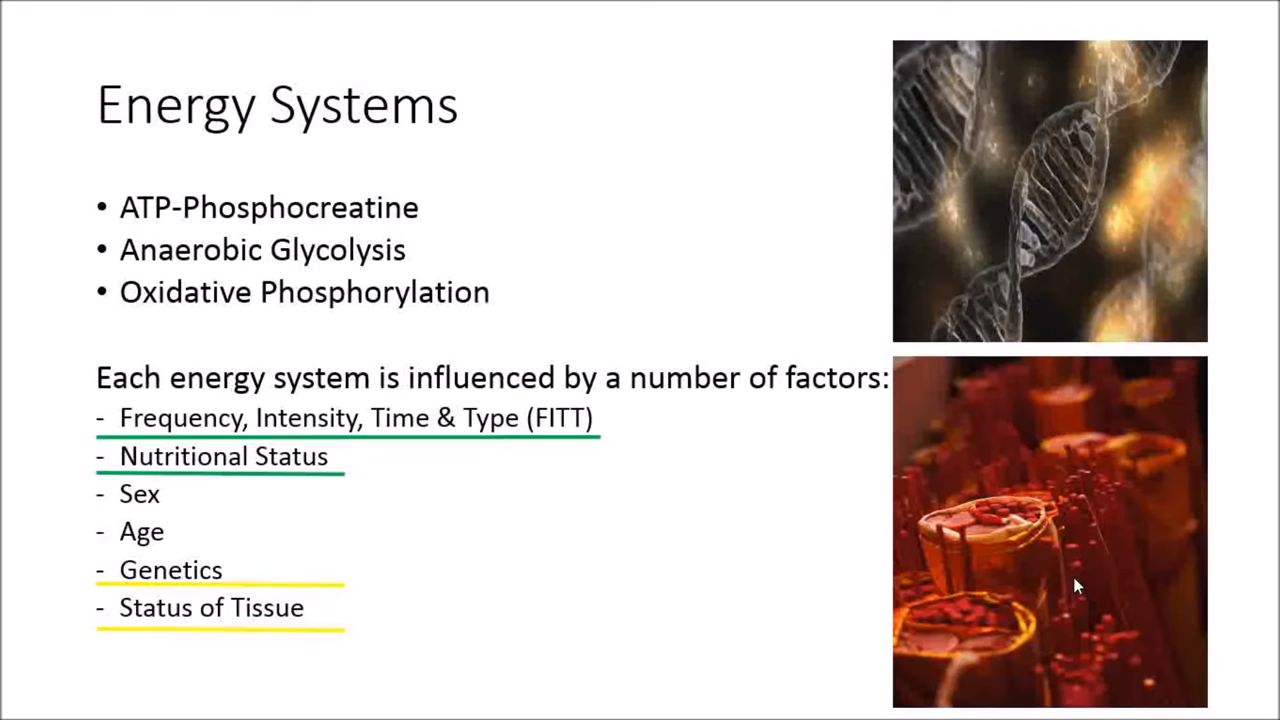 Energy Systems
• ATP-Phosphocreatine
• Anaerobic Glycolysis
• Oxidative Phosphorylation
Each energy system is influenced by a number of factors:
- Frequency, Intensity, Time & Type (FITT)
- Nutritional Status
- Sex
- Age
- Genetics
- Status of Tissue